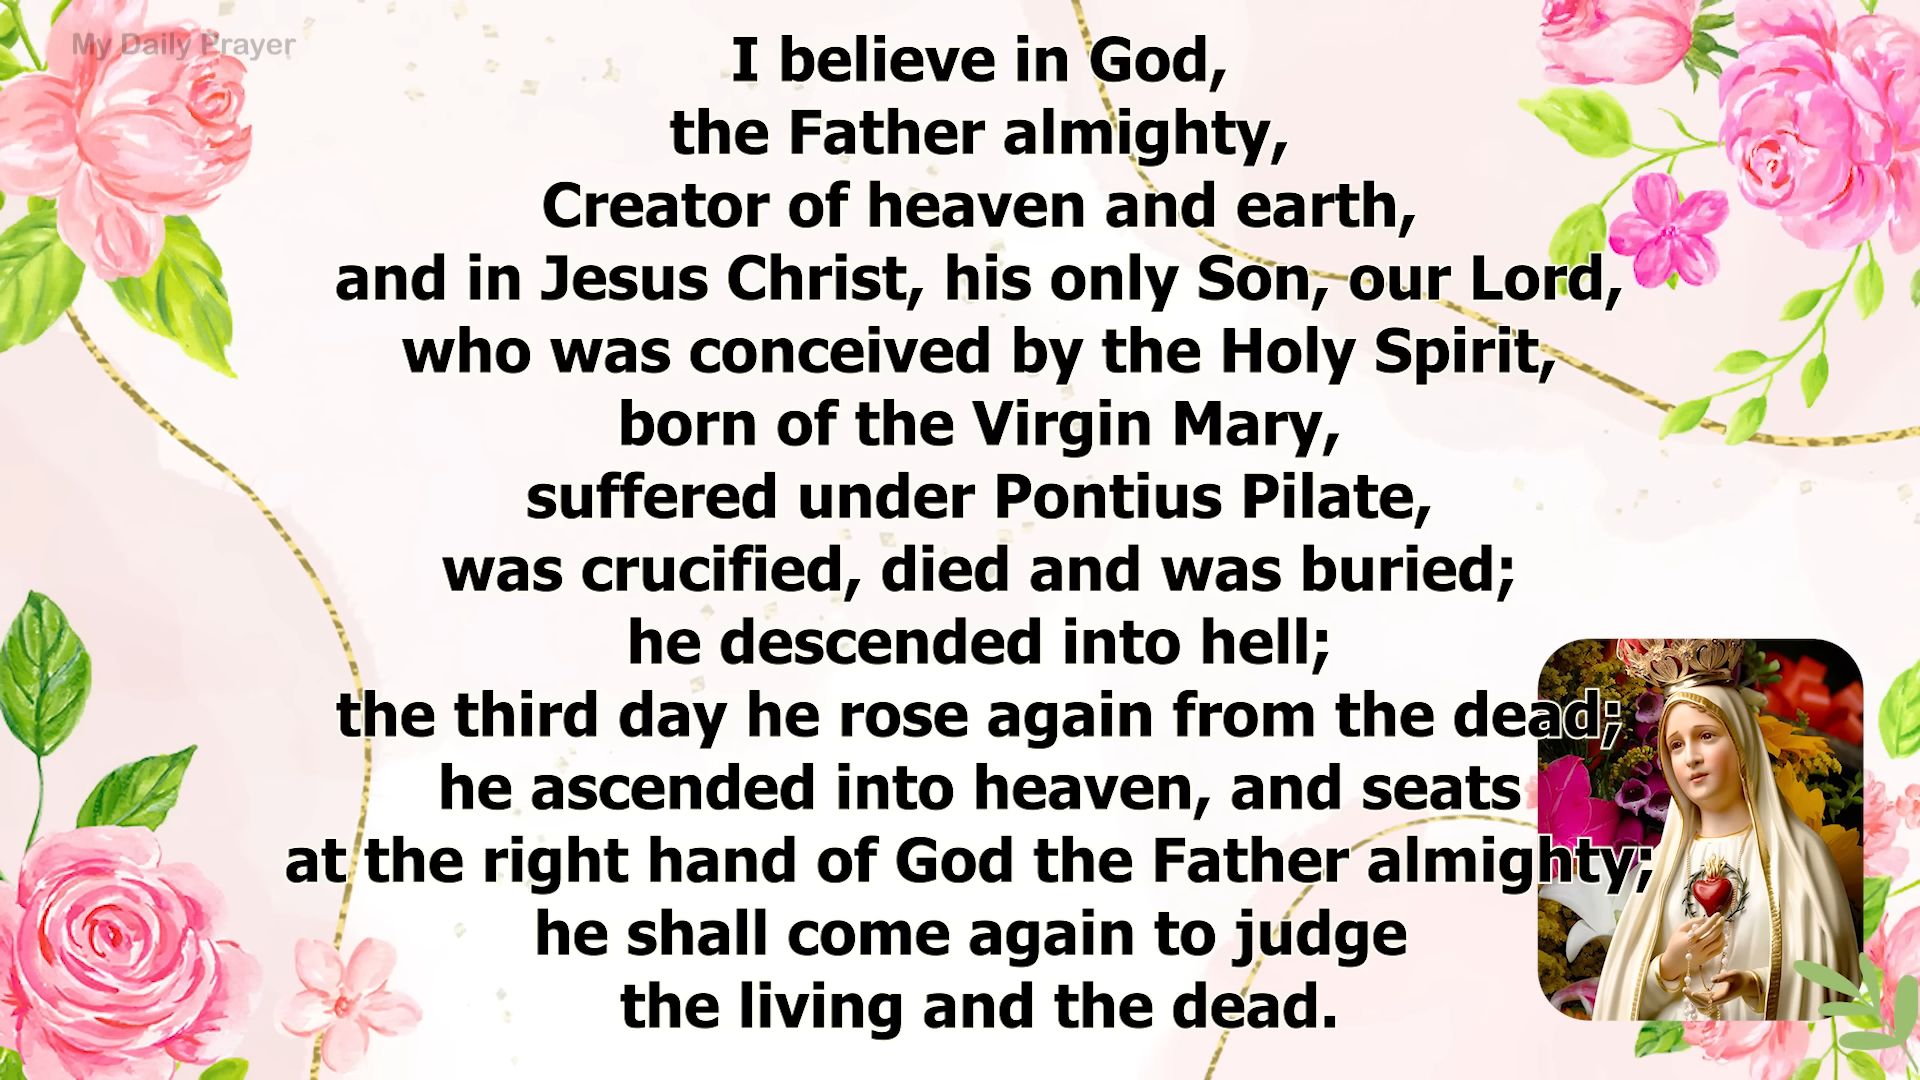 My Daily Prayer
I believe in God,
the Father almighty,
Creator of heaven and earth,
and in Jesus Christ, his only Son, our Lord,
who was conceived by the Holy Spirit,
born of the Virgin Mary,
suffered under Pontius Pilate,
was crucified, died and was buried;
he descended into hell;
the third day he rose again from the dead;
he ascended into heaven, and seats
at the right hand of God the Father almighty;
he shall come again to judge
the living and the dead.